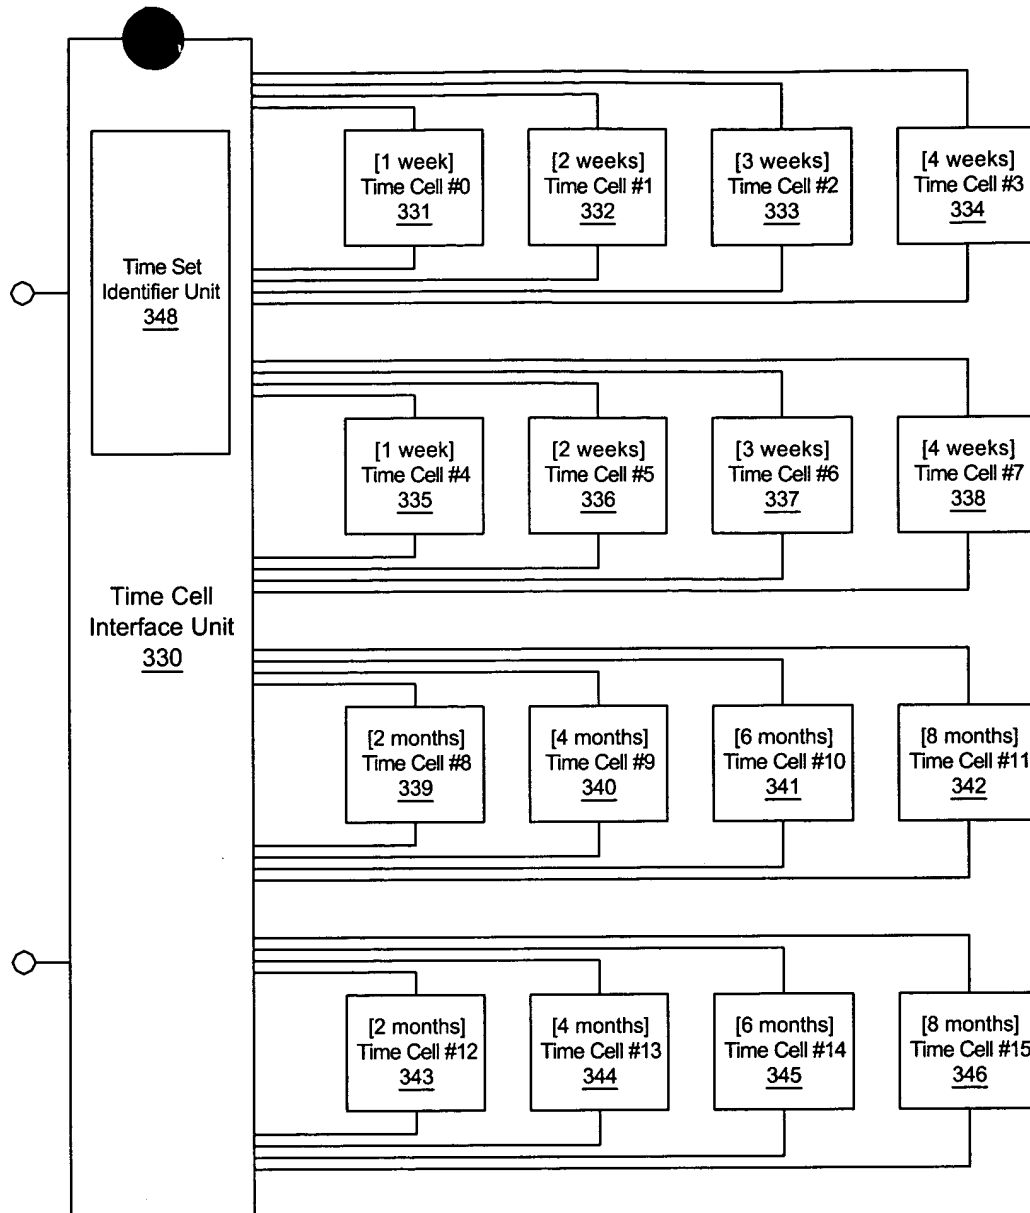 [1 week]
Time Cell #0
331
[2 weeks]
Time Cell #1
332
[3 weeks]
Time Cell #2
333
[4 weeks]
Time Cell #3
334
Time Set
Identifier Unit
348
[1 week]
Time Cell #4
335
[2 weeks]
Time Cell #5
336
[3 weeks]
Time Cell #6
337
[4 weeks]
Time Cell #7
338
Time Cell
Interface Unit
330
[2 months]
Time Cell #8
339
[4 months]
Time Cell #9
340
[6 months]
Time Cell #10
341
[8 months]
Time Cell #11
342
[2 months]
Time Cell #12
343
[4 months]
Time Cell #13
344
[6 months]
Time Cell #14
345
[8 months]
Time Cell #15
346